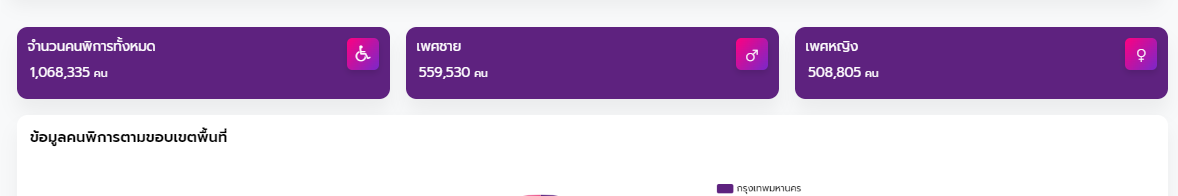 จำนวนคนพิการทั้งหมด
1,068,335 คน
เพศชาย
559,530 คน
เพศหญิง
508,805 คน
ข้อมูลคนพิการตามขอบเขตพื้นที่
กรุงเทพมหานคร